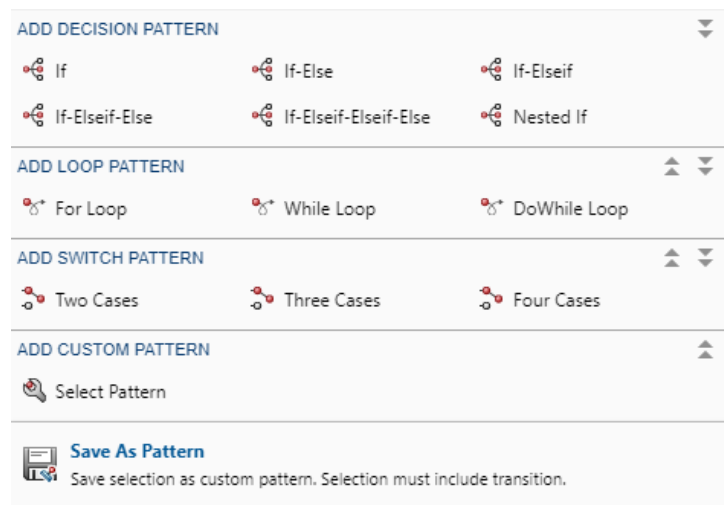 ADD DECISION PATTERN
If If-Else If-Elseif
If-Elseif-Else If-Elseif-Elseif-Else Nested If
ADD LOOP PATTERN
For Loop While Loop DoWhile Loop
ADD SWITCH PATTERN
Two Cases Three Cases Four Cases
ADD CUSTOM PATTERN
Select Pattern
Save As Pattern
Save selection as custom pattern. Selection must include transition.